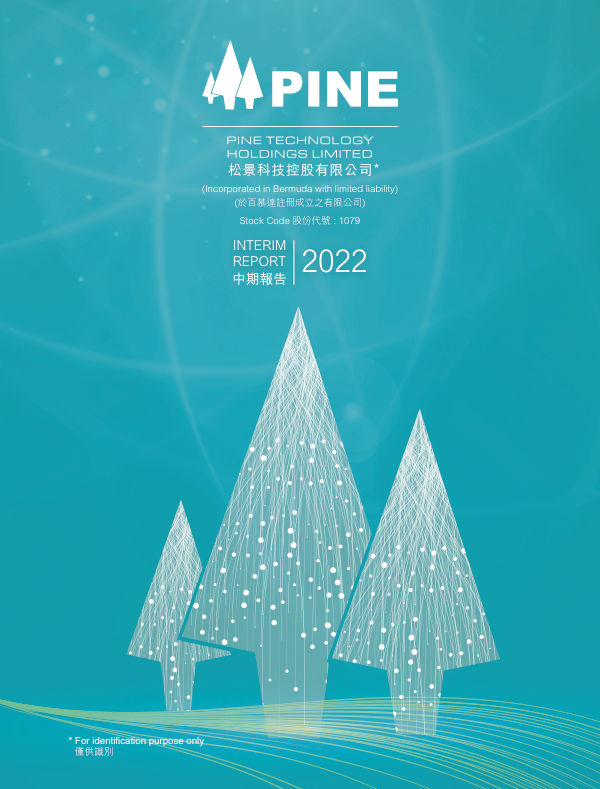 PINE
PINE TECHNOLOGY
HOLDINGS LIMITED
松景科技控股有限公司*
(Incorporated in Bermuda with limited liability)
(於百慕達註冊成立之有限公司)
Stock Code 股份代號 : 1079
INTERIM
REPORT
中期報告
2022
* For identification purpose only
僅供識別